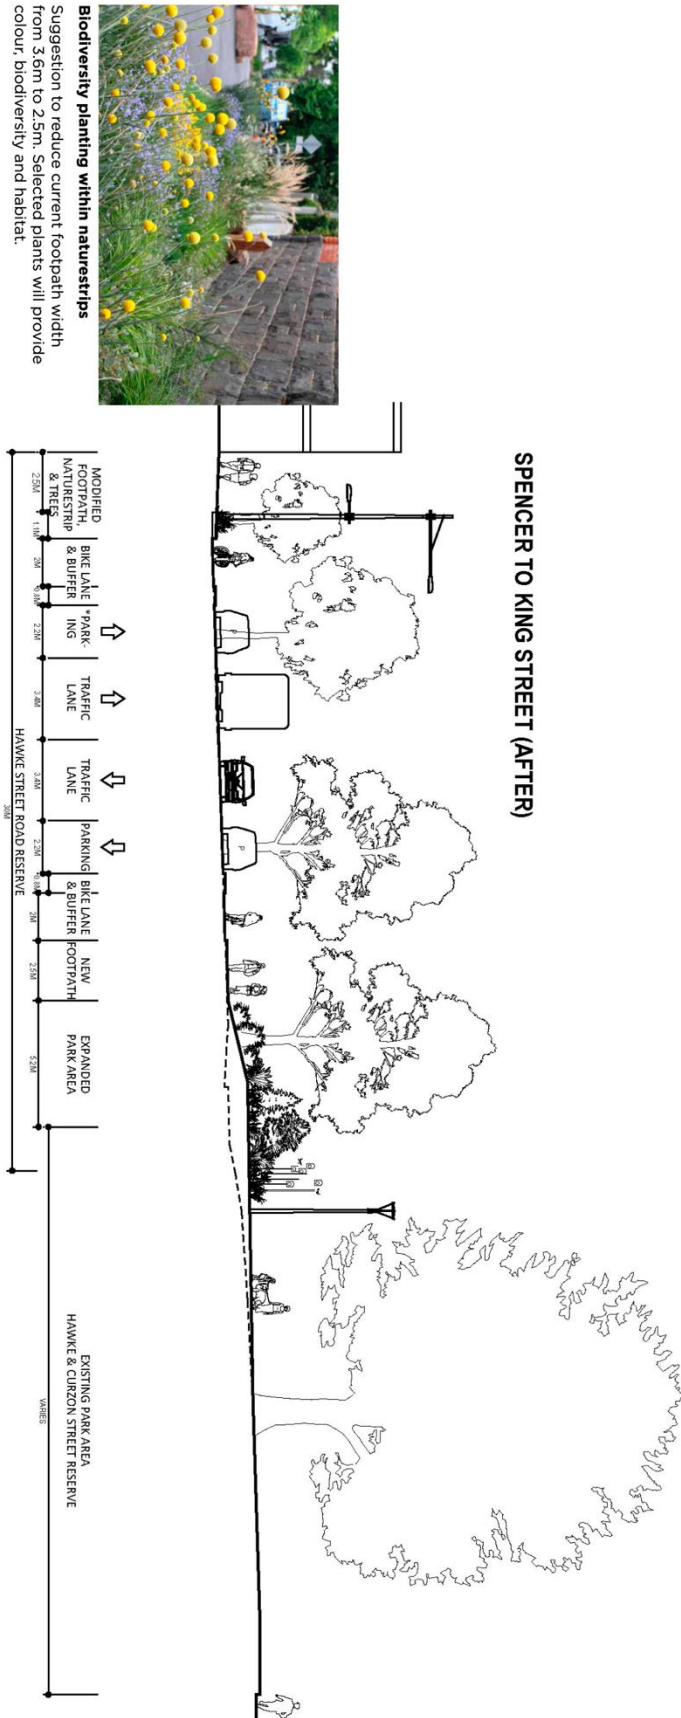 SPENCER TO KING STREET (AFTER)
Biodiversity planting within naturestrips
Suggestion to reduce current footpath width
from 3.6m to 2.5m. Selected plants will provide
colour, biodiversity and habitat.
MODIFIED
FOOTPATH,
NATURESTRIP
& TREES
BIKE LANE
& BUFFER
*PARK-
ING
TRAFFIC
LANE
TRAFFIC
LANE
PARKING
BIKE LANE
& BUFFER
NEW
FOOTPATH
EXPANDED
PARK AREA
EXISTING PARK AREA
HAWKE & CURZON STREET RESERVE
2.5M
1.1M
2M
0.8M
2.2M
3.4M
3.4M
2.2M
0.8M
2M
2.5M
5.2M
VARIES
HAWKE STREET ROAD RESERVE
30M
P